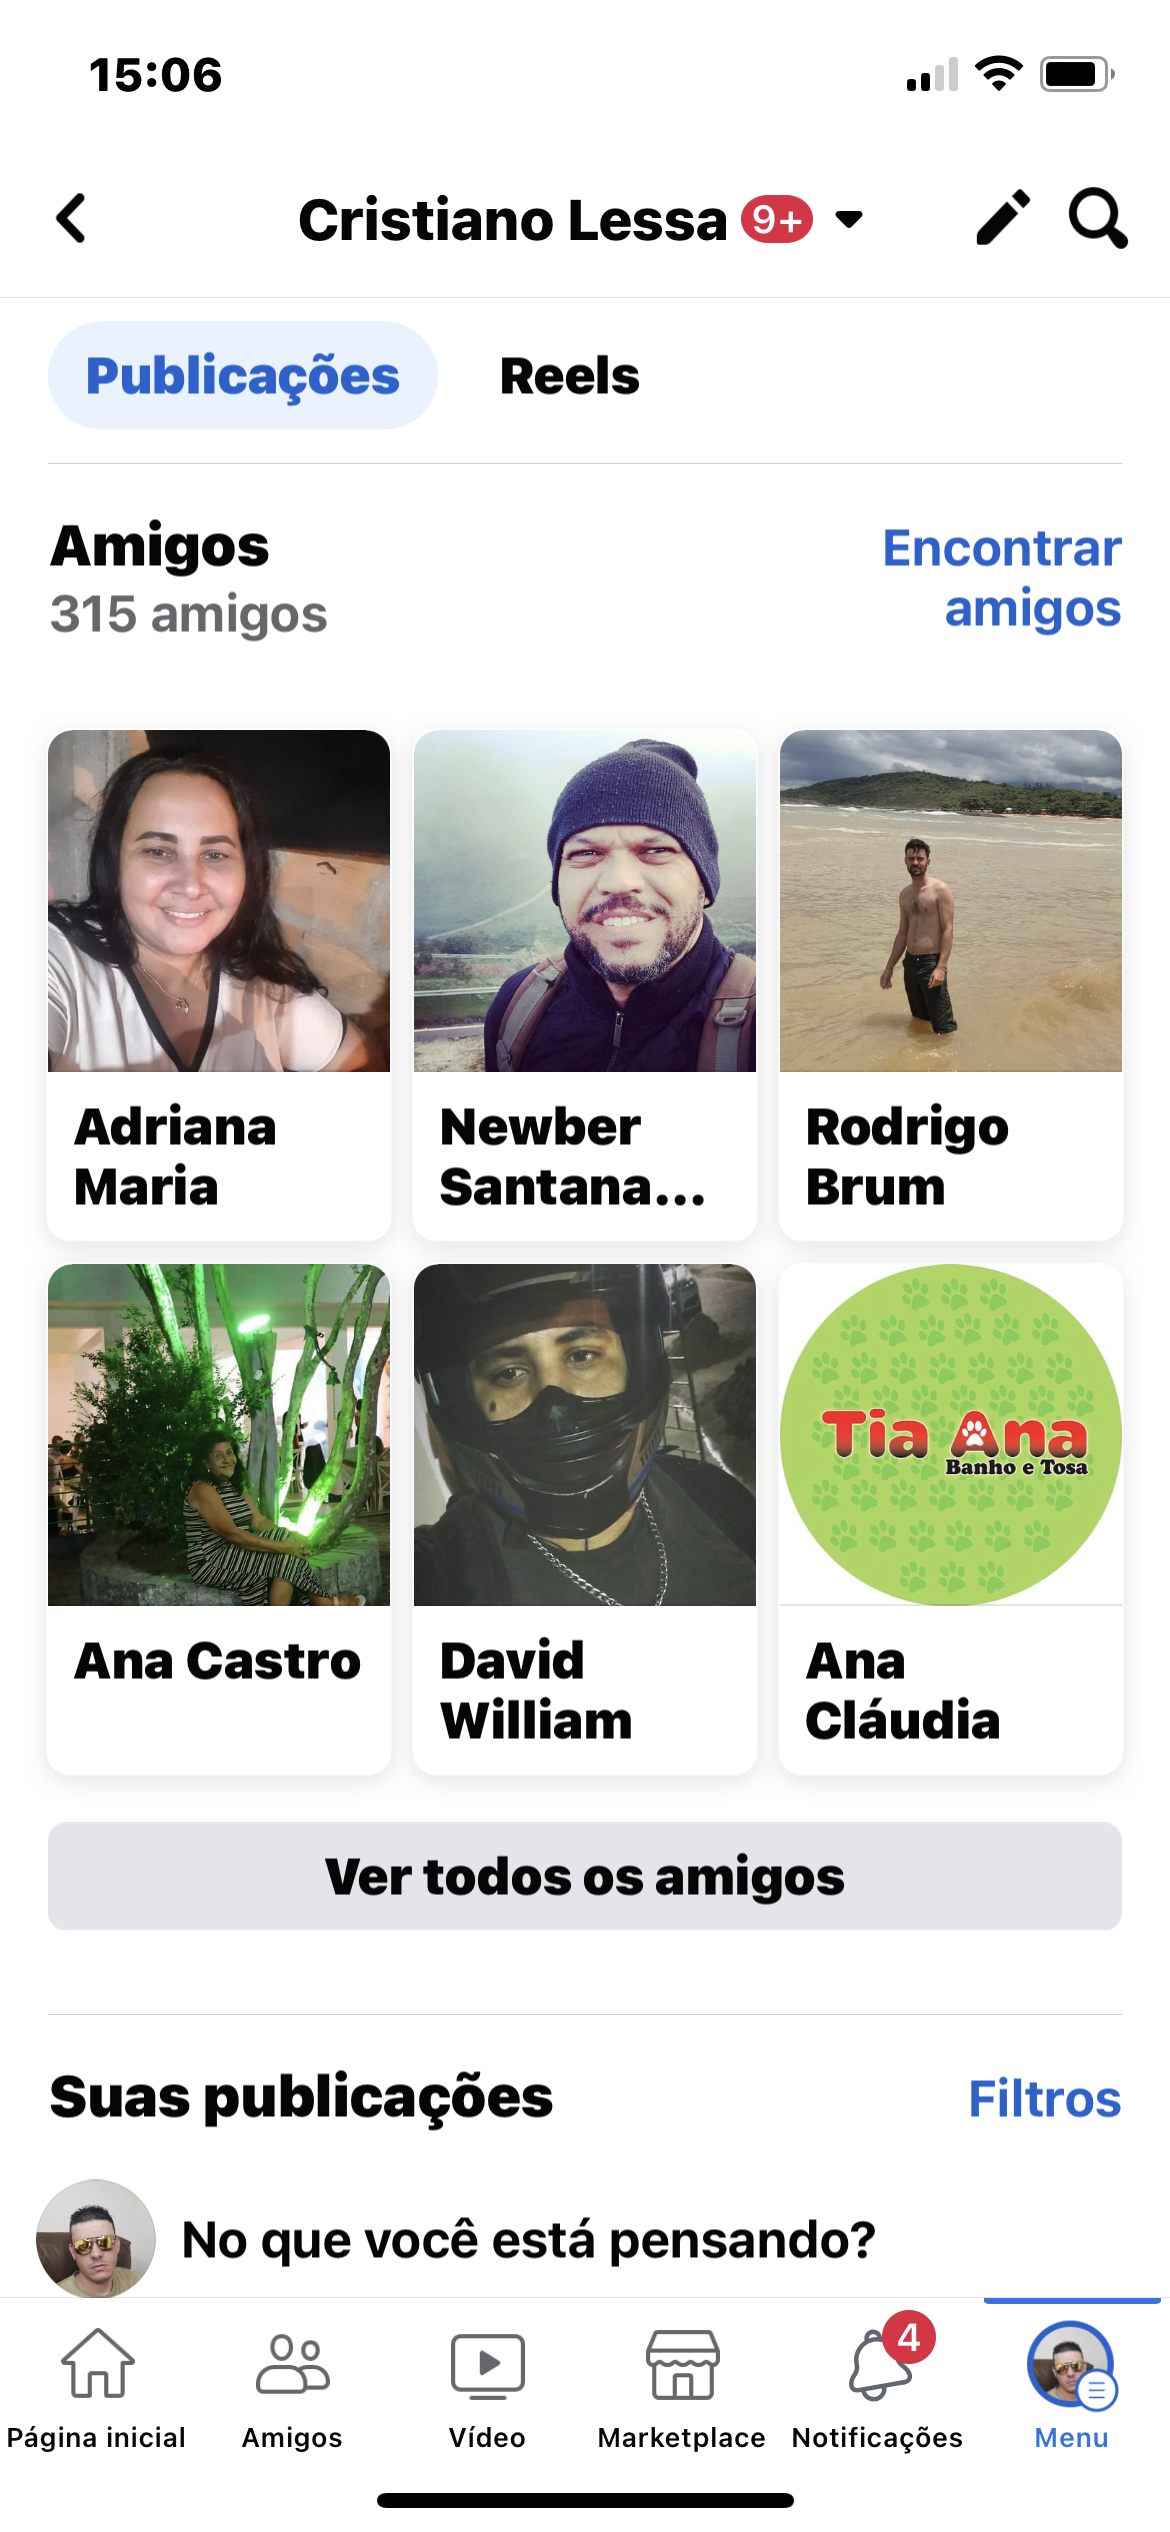 15:06
Cristiano Lessa 9+
Publicações Reels
Amigos
315 amigos
Encontrar
amigos
Adriana
Maria
Newber
Santana...
Rodrigo
Brum
Tia Ana
Banho e Tosa
Ana Castro
David
William
Ana
Cláudia
Ver todos os amigos
Suas publicações
Filtros
No que você está pensando?
4
Página inicial Amigos Vídeo Marketplace Notificações Menu